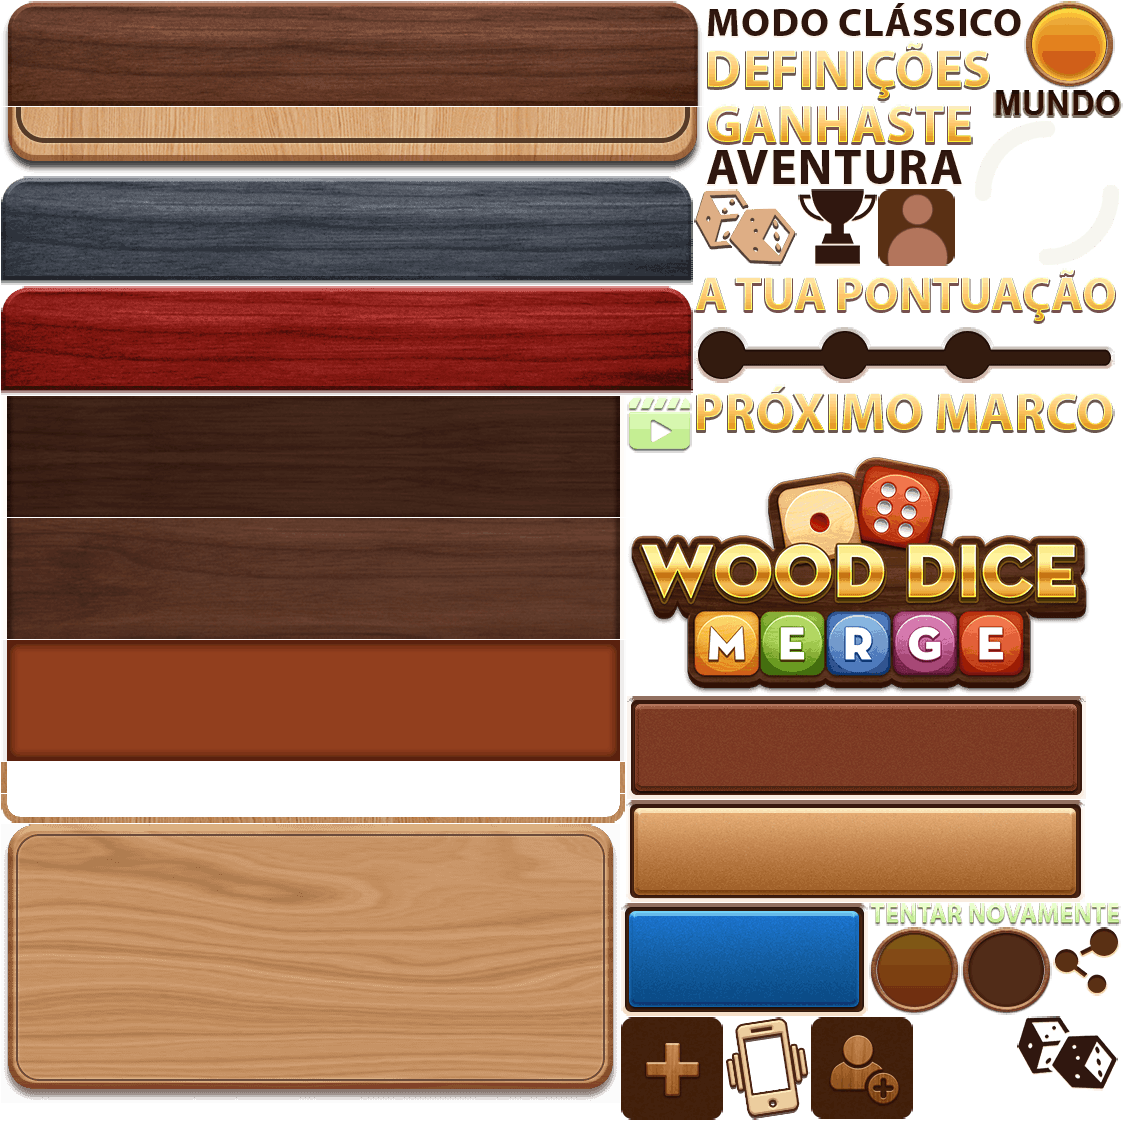 MODO CLÁSSICO
DEFINIÇÕES
MUNDO
GANHASTE
AVENTURA
A TUA PONTUAÇÃO
PRÓXIMO MARCO
WOOD DICE
MERGE
TENTAR NOVAMENTE